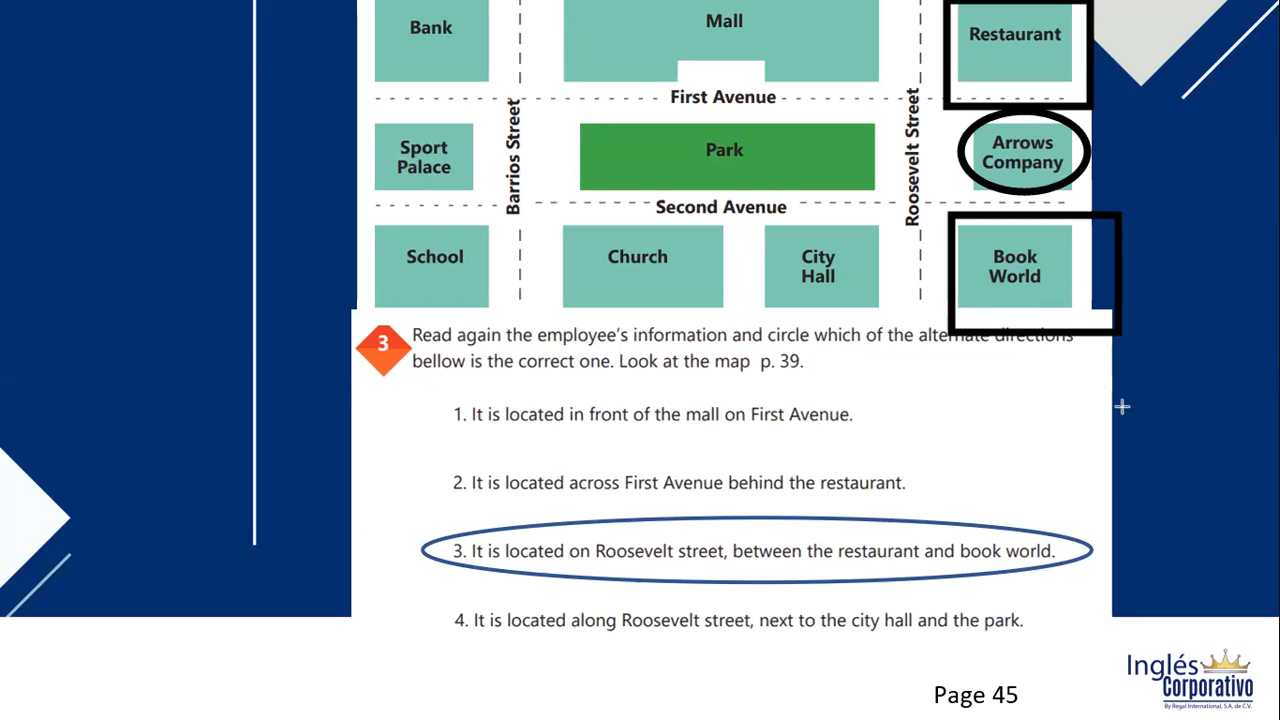 Bank
Mall
Restaurant
First Avenue
Barrios Street
Roosevelt Street
Sport
Palace
Park
Arrows
Company
Second Avenue
School
Church
City
Hall
Book
World
3
Read again the employee's information and circle which of the alternate directions
bellow is the correct one. Look at the map p. 39.
1. It is located in front of the mall on First Avenue.
2. It is located across First Avenue behind the restaurant.
3. It is located on Roosevelt street, between the restaurant and book world.
4. It is located along Roosevelt street, next to the city hall and the park.
Page 45
Inglés
Corporativo
By Regal International, S.A. de C.V.